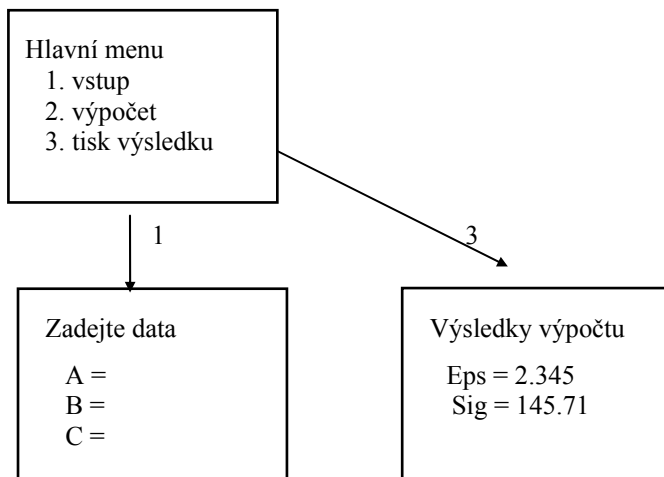 Hlavní menu
1. vstup
2. výpočet
3. tisk výsledku
1
3
Zadejte data
A =
B =
C =
Výsledky výpočtu
Eps = 2.345
Sig = 145.71